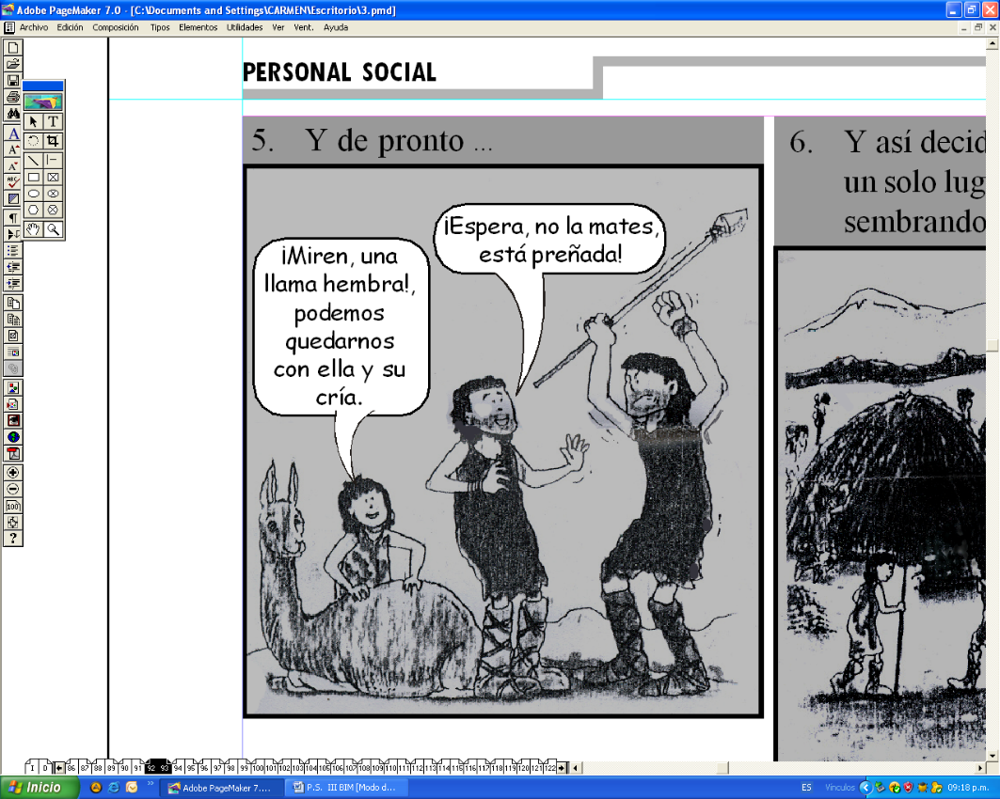 Adobe PageMaker 7.0 - [C:\Documents and Settings\CARMEN\Escritorio\3.pmd]
Archivo Edición Composición Tipos Elementos Utilidades Ver Vent. Ayuda
PERSONAL SOCIAL
5. Y de pronto ...
¡Espera, no la mates,
está preñada!
¡Miren, una
llama hembra!,
podemos
quedarnos
con ella y su
cría.
6. Y así decid
un solo lug
sembrando
I D 86 87 88 89 90 91 92 93 94 95 96 97 98 99 100 101 102 103 104 105 106 107 108 109 110 111 112 113 114 115 116 117 118 119 120 121 122
Inicio Adobe PageMaker 7.... P.S. III BIM [Modo d... ES Vínculos 09:18 p.m.